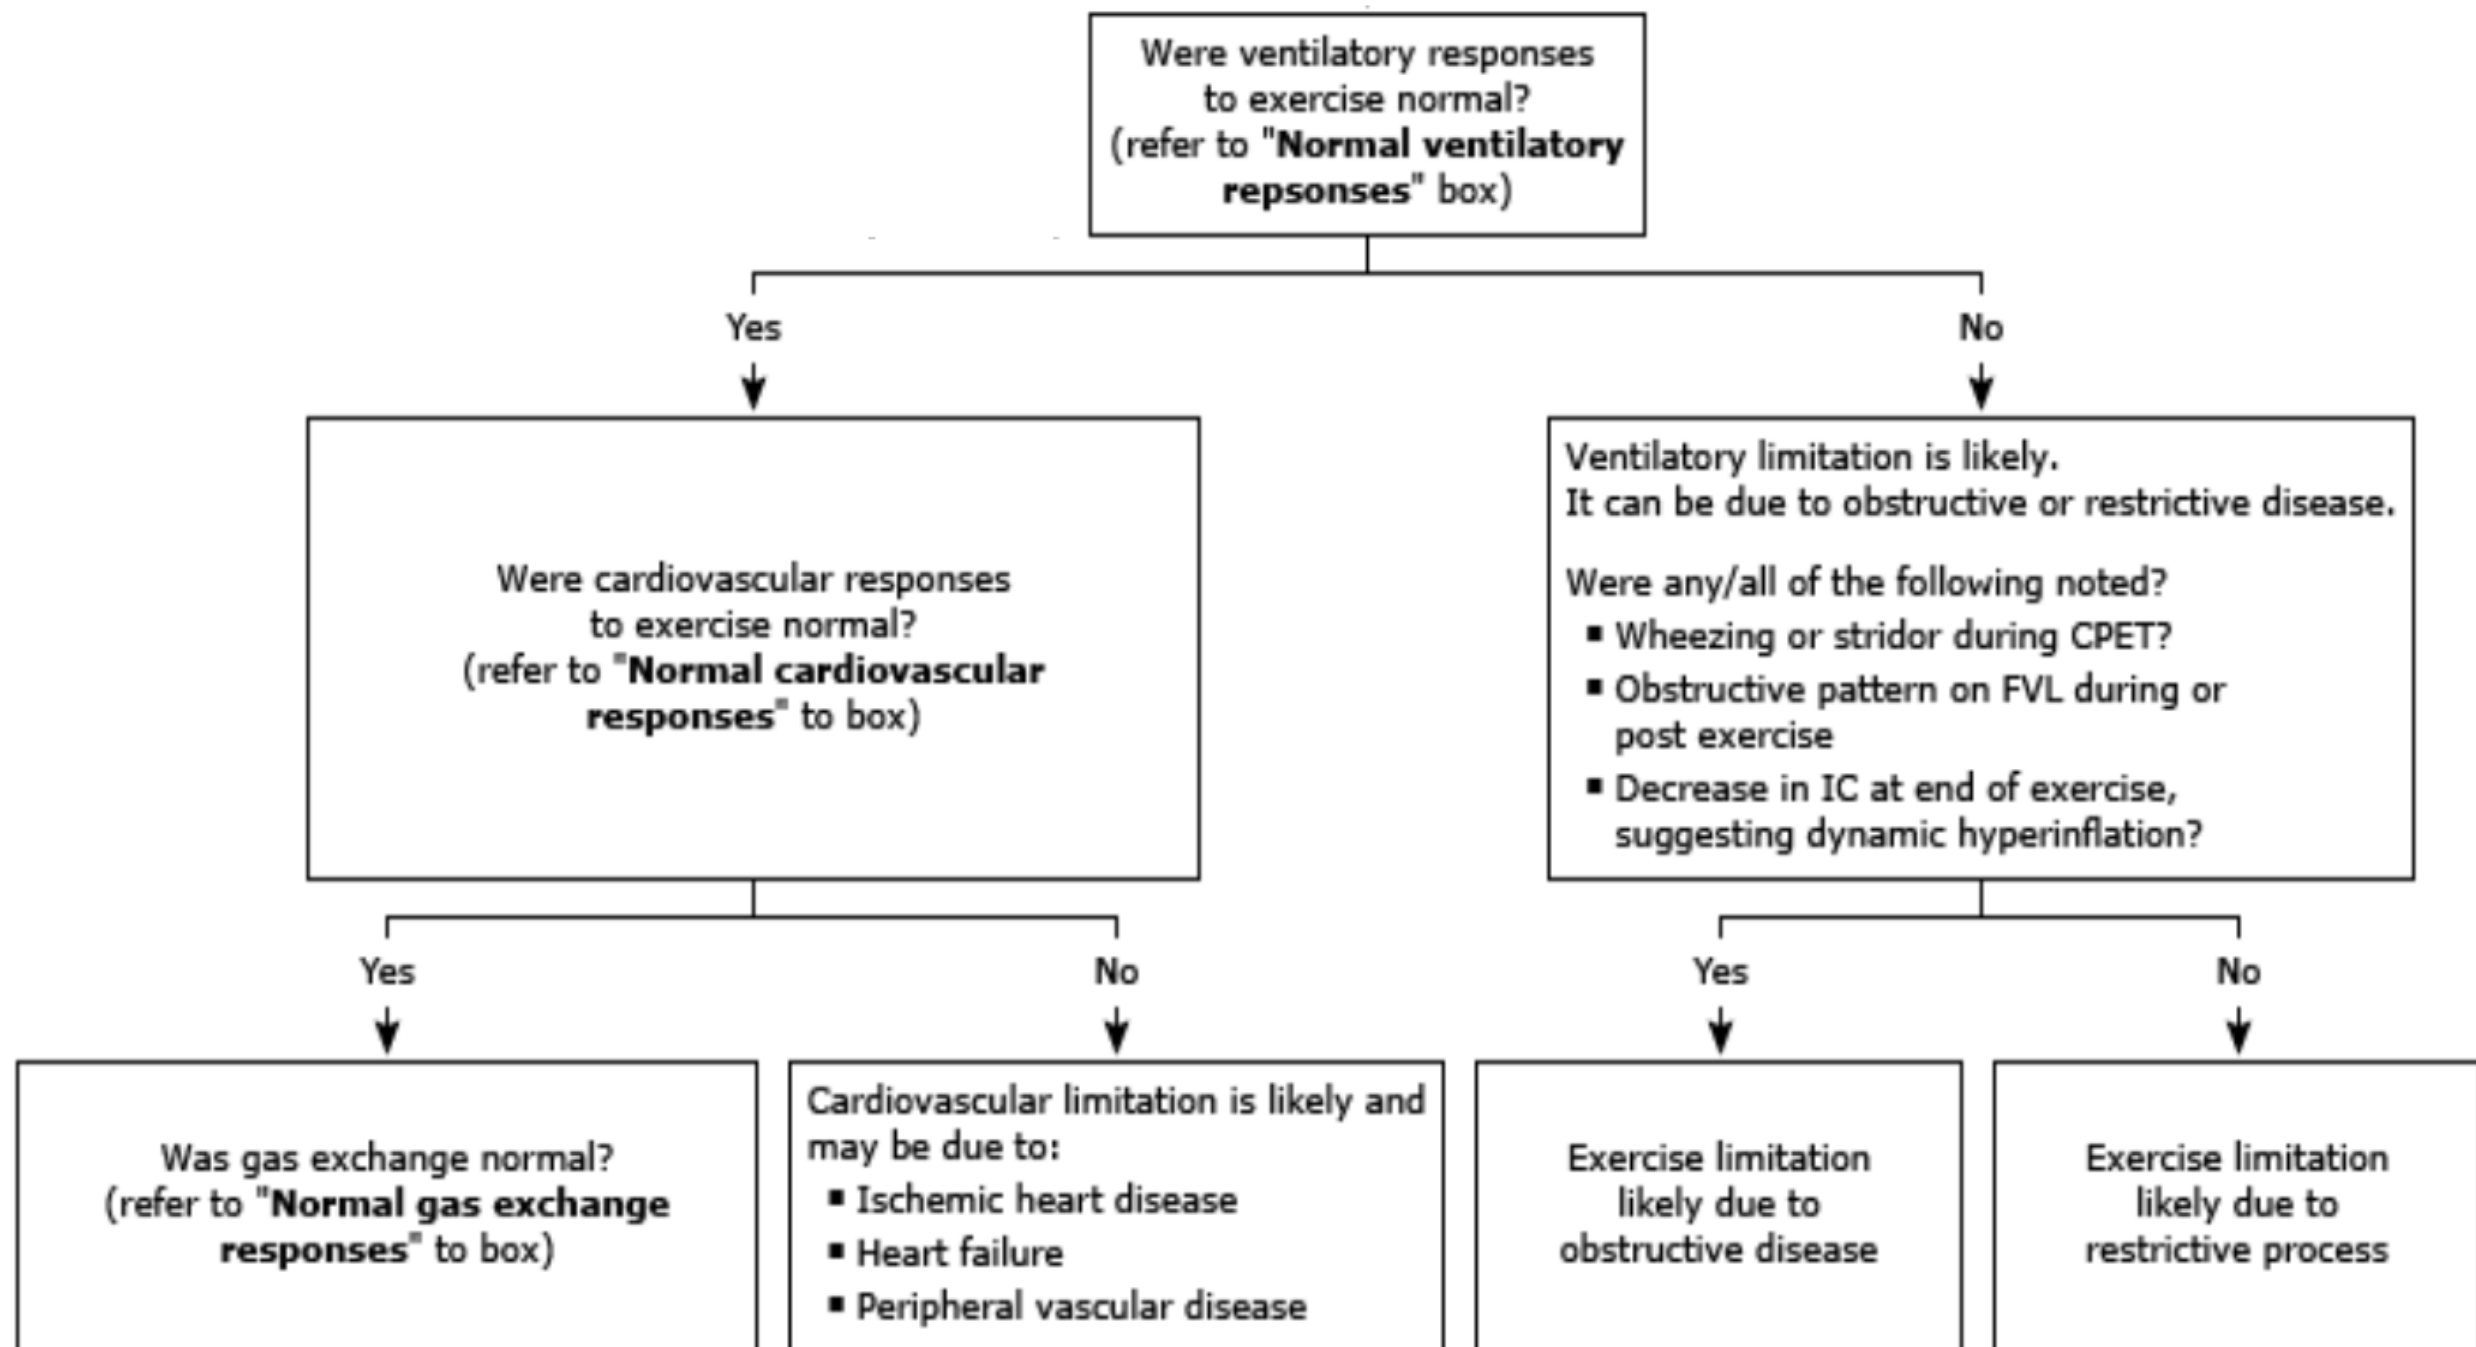 Were ventilatory responses
to exercise normal?
(refer to "Normal ventilatory
repsonses" box)
Yes
No
Were cardiovascular responses
to exercise normal?
(refer to "Normal cardiovascular
responses" to box)
Ventilatory limitation is likely.
It can be due to obstructive or restrictive disease.
Were any/all of the following noted?
▪ Wheezing or stridor during CPET?
▪ Obstructive pattern on FVL during or
post exercise
▪ Decrease in IC at end of exercise,
suggesting dynamic hyperinflation?
Yes
No
Yes
No
Was gas exchange normal?
(refer to "Normal gas exchange
responses" to box)
Cardiovascular limitation is likely and
may be due to:
▪ Ischemic heart disease
▪ Heart failure
▪ Peripheral vascular disease
Exercise limitation
likely due to
obstructive disease
Exercise limitation
likely due to
restrictive process